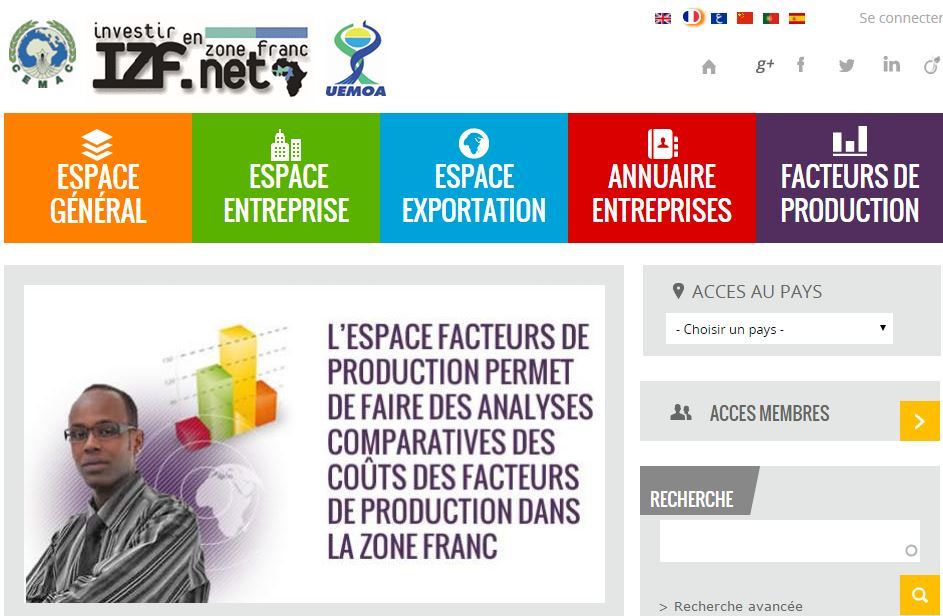 CEMAC
investir en
zone franc
IZF.net
UEMOA
Se connecter
g+ f in
ESPACE
GÉNÉRAL
ESPACE
ENTREPRISE
ESPACE
EXPORTATION
ANNUAIRE
ENTREPRISES
FACTEURS DE
PRODUCTION
L'ESPACE FACTEURS DE
PRODUCTION PERMET
DE FAIRE DES ANALYSES
COMPARATIVES DES
COÛTS DES FACTEURS
DE PRODUCTION DANS
LA ZONE FRANC
ACCES AU PAYS
- Choisir un pays -
ACCES MEMBRES
RECHERCHE
> Recherche avancée